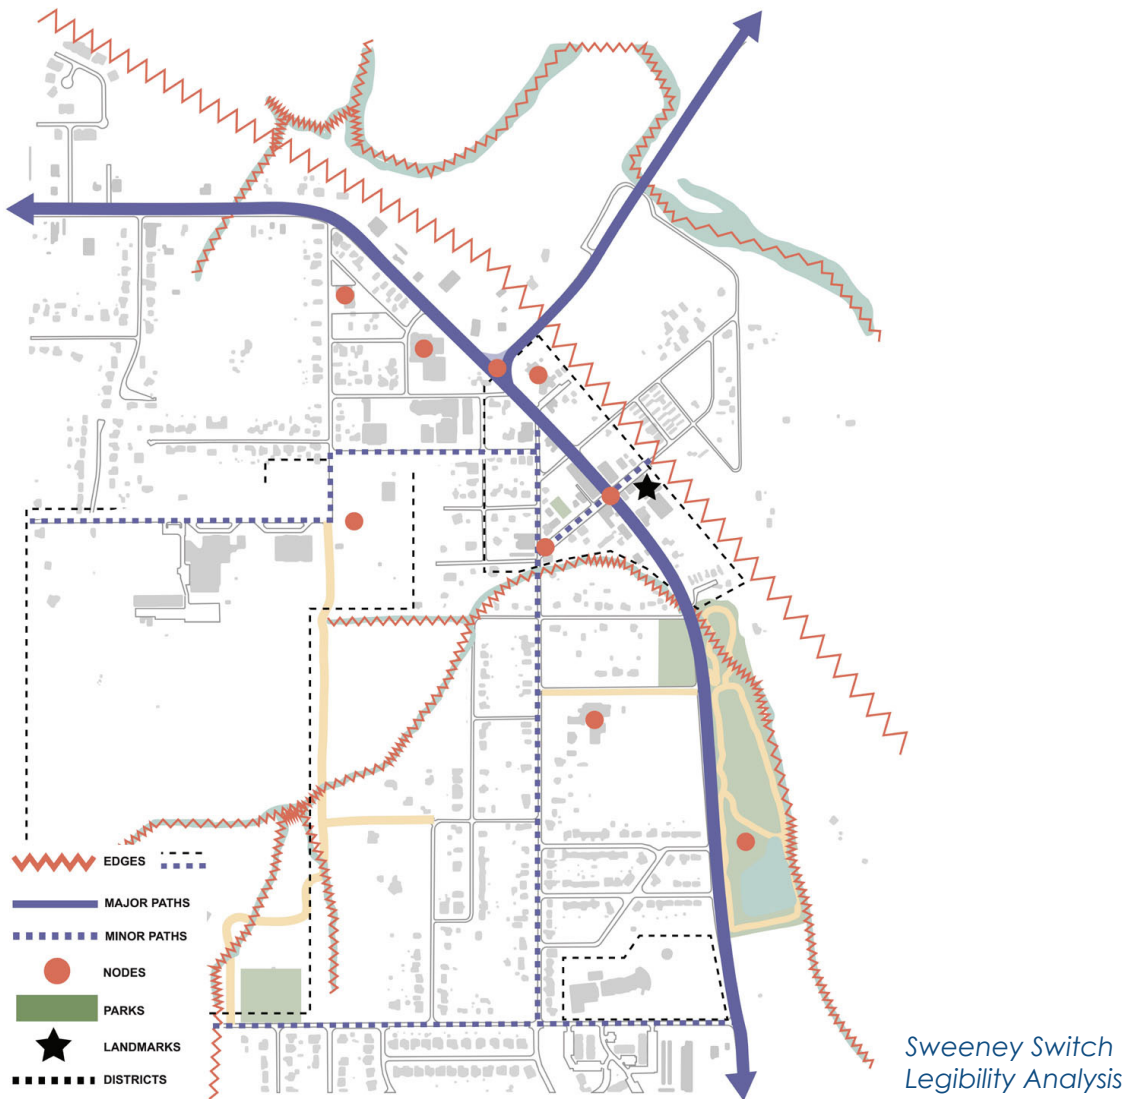 EDGES
MAJOR PATHS
MINOR PATHS
NODES
PARKS
LANDMARKS
DISTRICTS
Sweeney Switch
Legibility Analysis